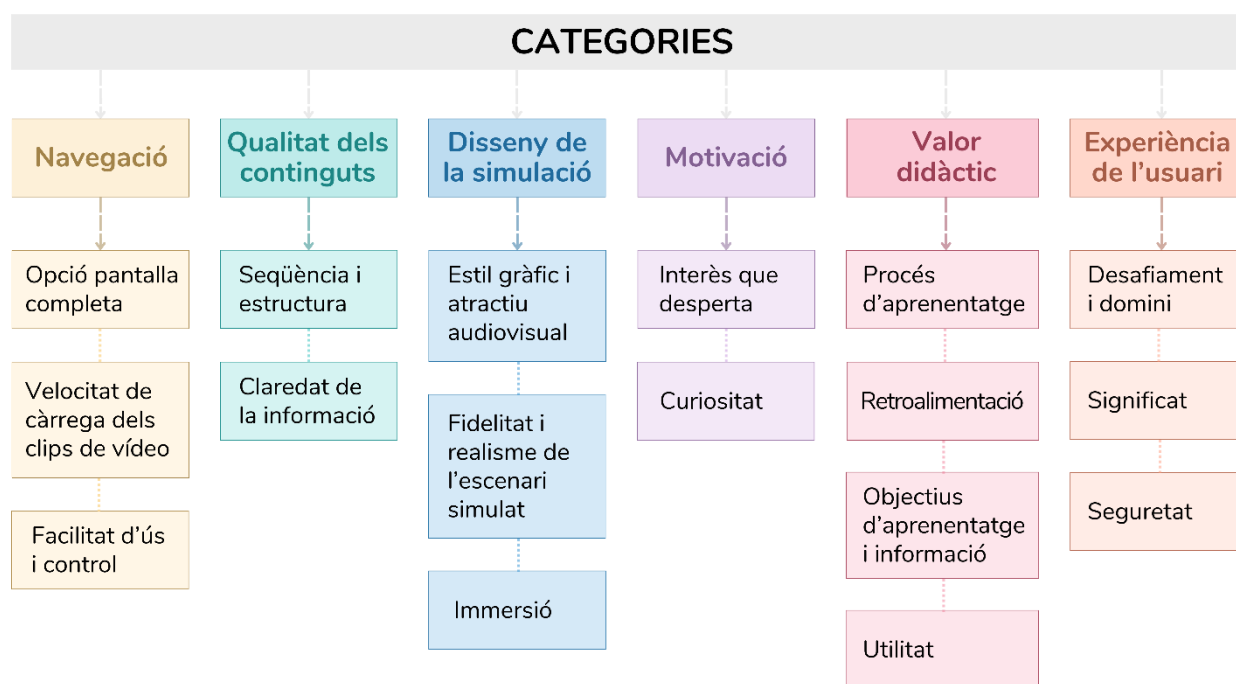 CATEGORIES
Navegació
Opció pantalla
completa
Velocitat de
càrrega dels
clips de vídeo
Facilitat d'ús
i control
Qualitat dels
continguts
Seqüència i
estructura
Claredat de
la informació
Disseny de
la simulació
Estil gràfic i
atractiu
audiovisual
Fidelitat i
realisme de
l'escenari
simulat
Immersió
Motivació
Interès que
desperta
Curiositat
Valor
didàctic
Procés
d'aprenentatge
Retroalimentació
Objectius
d'aprenentatge
i informació
Utilitat
Experiència
de l'usuari
Desafiament
i domini
Significat
Seguretat